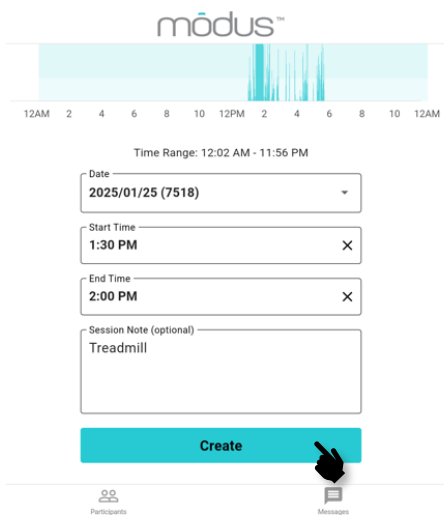 mōdus™
12AM 2 4 6 8 10 12PM 2 4 6 8 10 12AM
Time Range: 12:02 AM - 11:56 PM
Date
2025/01/25 (7518)
Start Time
1:30 PM
End Time
2:00 PM
Session Note (optional)
Treadmill
Create
Participants Messages